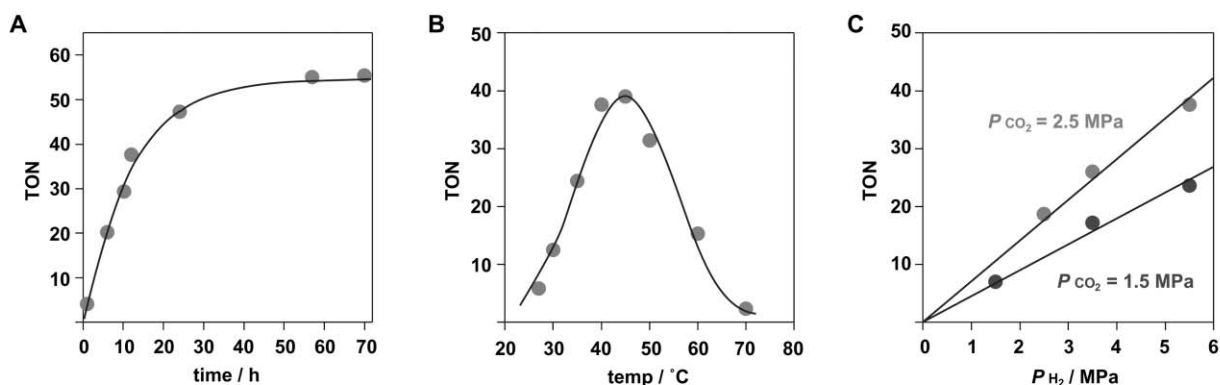 A
TON
60
50
40
30
20
10
0 10 20 30 40 50 60 70
time / h
B
TON
50
40
30
20
10
0
20 30 40 50 60 70 80
temp / ˚C
C
TON
50
40
30
20
10
P CO2 = 2.5 MPa
P CO2 = 1.5 MPa
0 1 2 3 4 5 6
P H2 / MPa